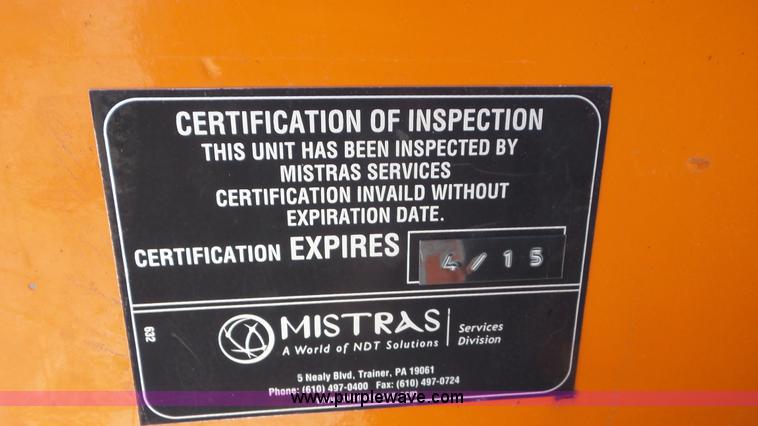 CERTIFICATION OF INSPECTION
THIS UNIT HAS BEEN INSPECTED BY
MISTRAS SERVICES
CERTIFICATION INVAILD WITHOUT
EXPIRATION DATE.
CERTIFICATION EXPIRES 4/15
632
MISTRAS Services
A World of NDT Solutions Division
5 Nealy Blvd, Trainer, PA 19061
Phone: (610) 497-0400 Fax: (610) 497-0724
www.purplewave.com